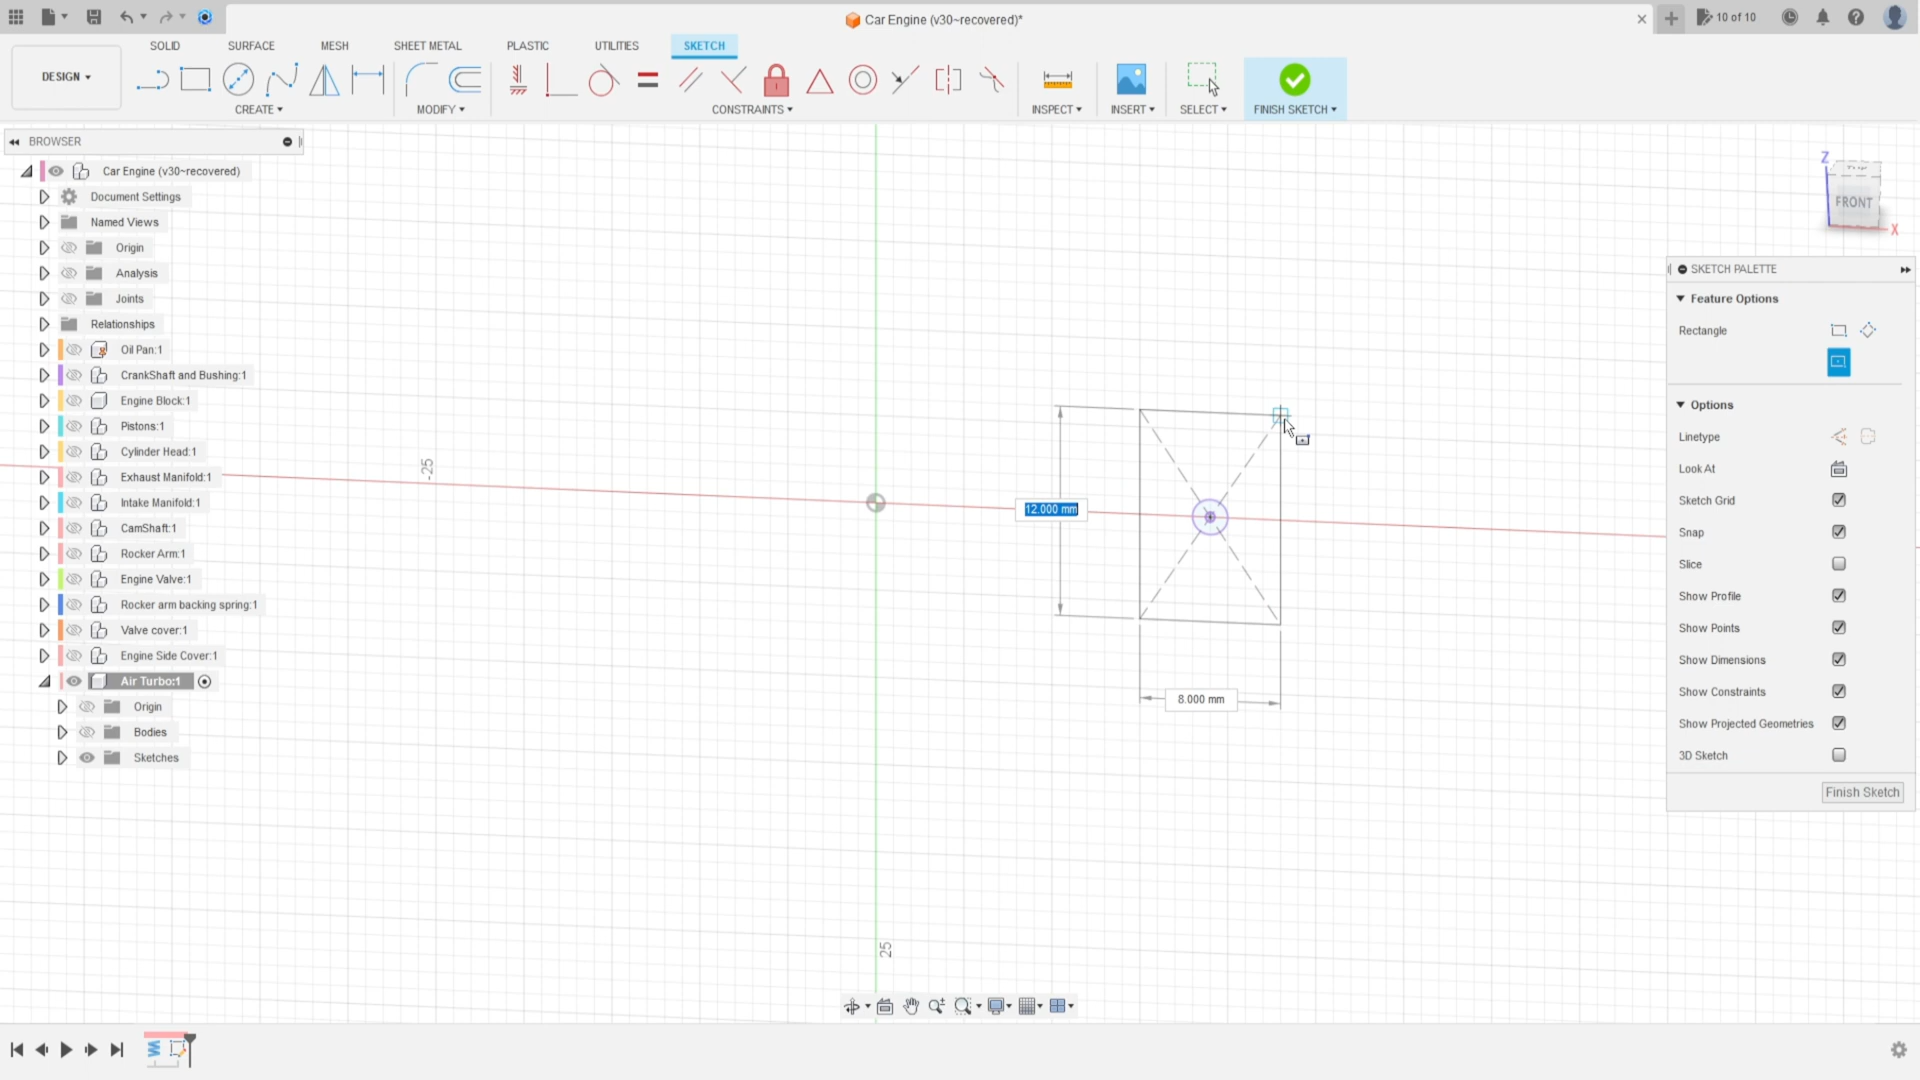 Car Engine (v30~recovered)*
10 of 10
DESIGN
SOLID
SURFACE
MESH
SHEET METAL
PLASTIC
UTILITIES
SKETCH
CREATE
MODIFY
CONSTRAINTS
INSPECT
INSERT
SELECT
FINISH SKETCH
BROWSER
Car Engine (v30~recovered)
Document Settings
Named Views
Origin
Analysis
Joints
Relationships
Oil Pan:1
CrankShaft and Bushing:1
Engine Block:1
Pistons:1
Cylinder Head:1
Exhaust Manifold:1
Intake Manifold:1
CamShaft:1
Rocker Arm:1
Engine Valve:1
Rocker arm backing spring:1
Valve cover:1
Engine Side Cover:1
Air Turbo:1
Origin
Bodies
Sketches
-25
12.000 mm
8.000 mm
25
Z
FRONT
X
SKETCH PALETTE
Feature Options
Rectangle
Options
Linetype
Look At
Sketch Grid
Snap
Slice
Show Profile
Show Points
Show Dimensions
Show Constraints
Show Projected Geometries
3D Sketch
Finish Sketch